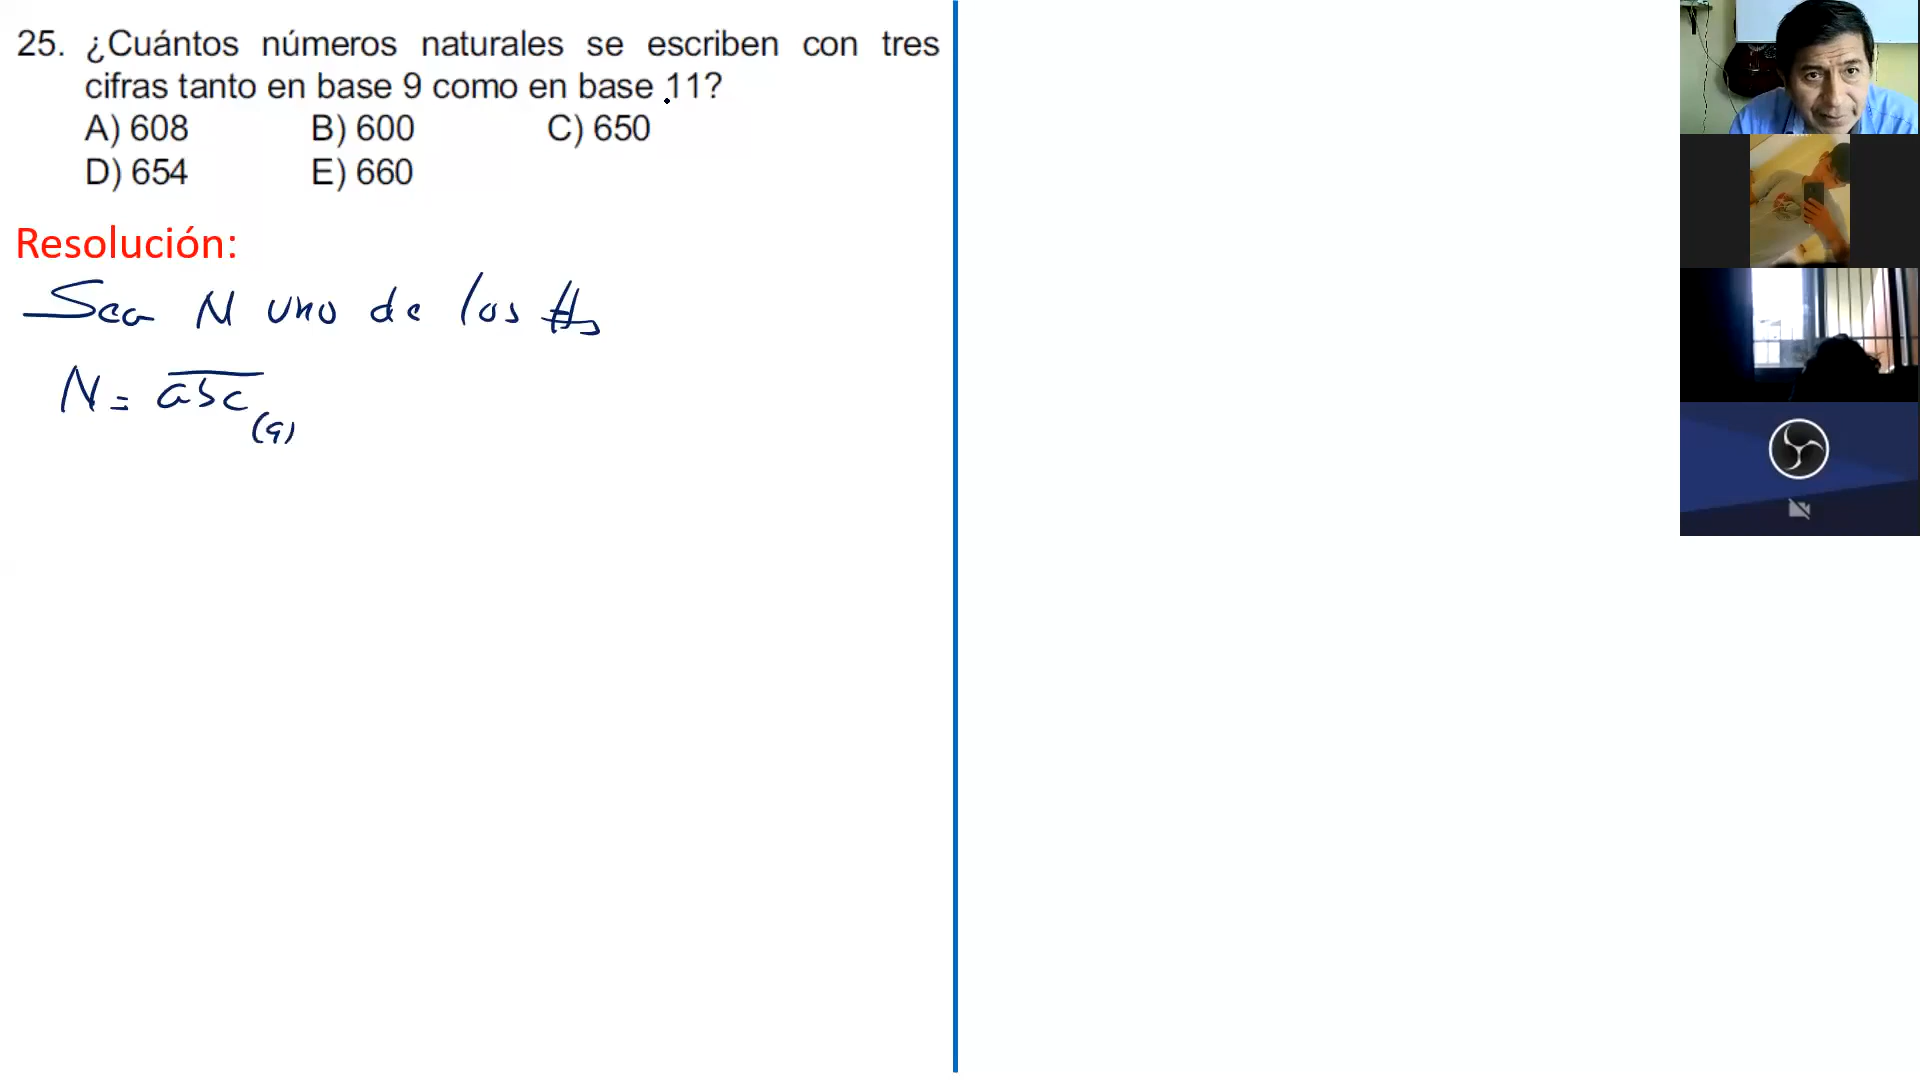 25. ¿Cuántos números naturales se escriben con tres
cifras tanto en base 9 como en base 11?
A) 608 B) 600 C) 650
D) 654 E) 660
Resolución:
Sea N uno de los #s
N = abc (9)